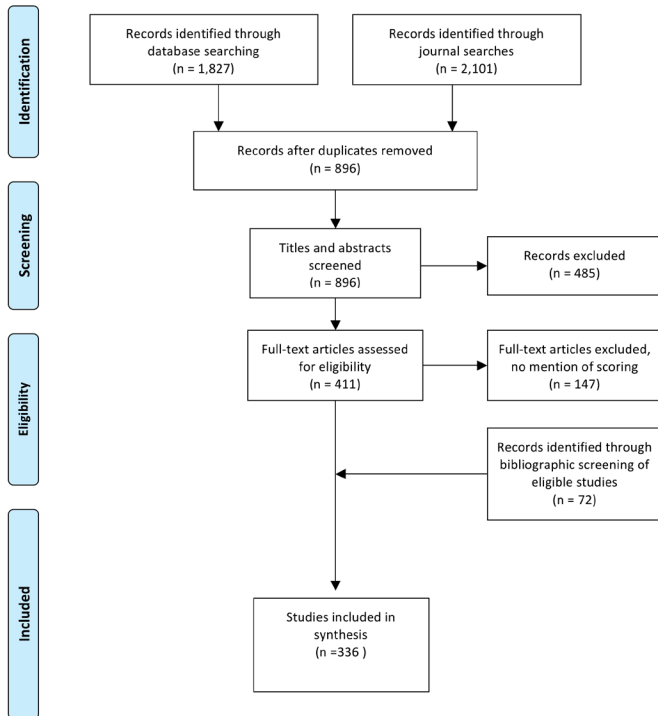 Identification
Records identified through
database searching
(n = 1,827)
Records identified through
journal searches
(n = 2,101)
Records after duplicates removed
(n = 896)
Screening
Titles and abstracts
screened
(n = 896)
Records excluded
(n = 485)
Eligibility
Full-text articles assessed
for eligibility
(n = 411)
Full-text articles excluded,
no mention of scoring
(n = 147)
Records identified through
bibliographic screening of
eligible studies
(n = 72)
Included
Studies included in
synthesis
(n =336 )